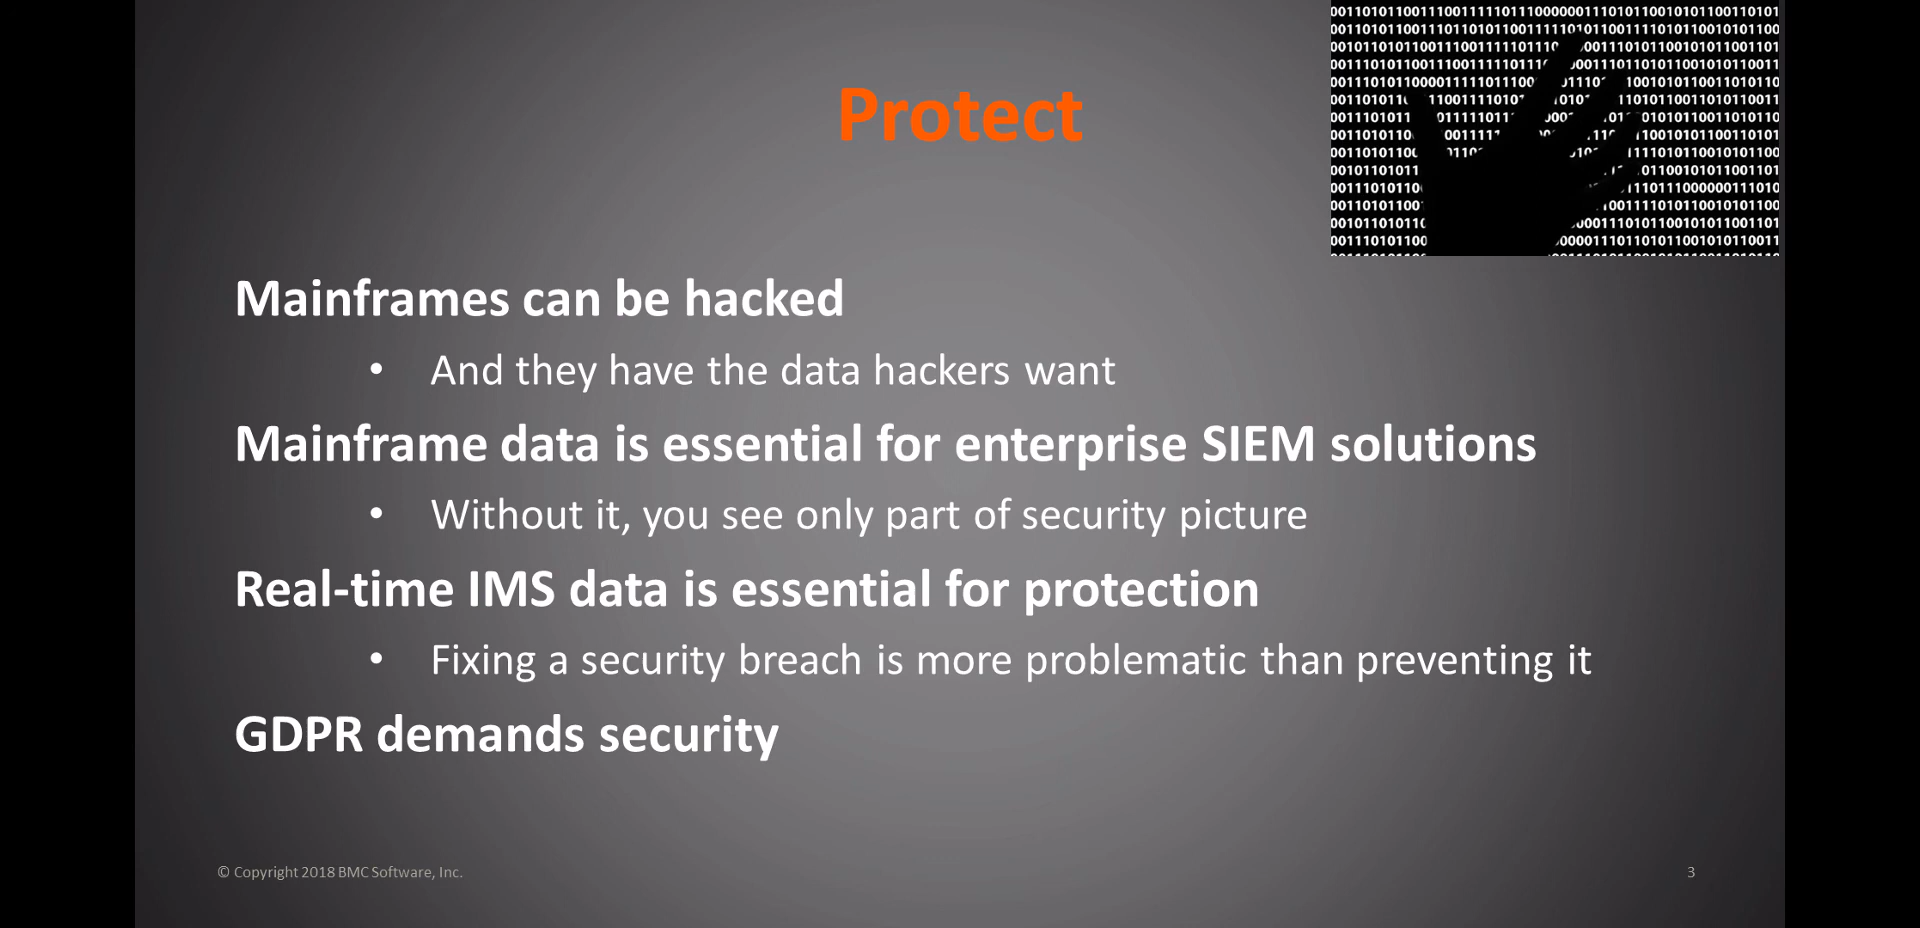 Protect
Mainframes can be hacked
• And they have the data hackers want
Mainframe data is essential for enterprise SIEM solutions
• Without it, you see only part of security picture
Real-time IMS data is essential for protection
• Fixing a security breach is more problematic than preventing it
GDPR demands security
© Copyright 2018 BMC Software, Inc.
3